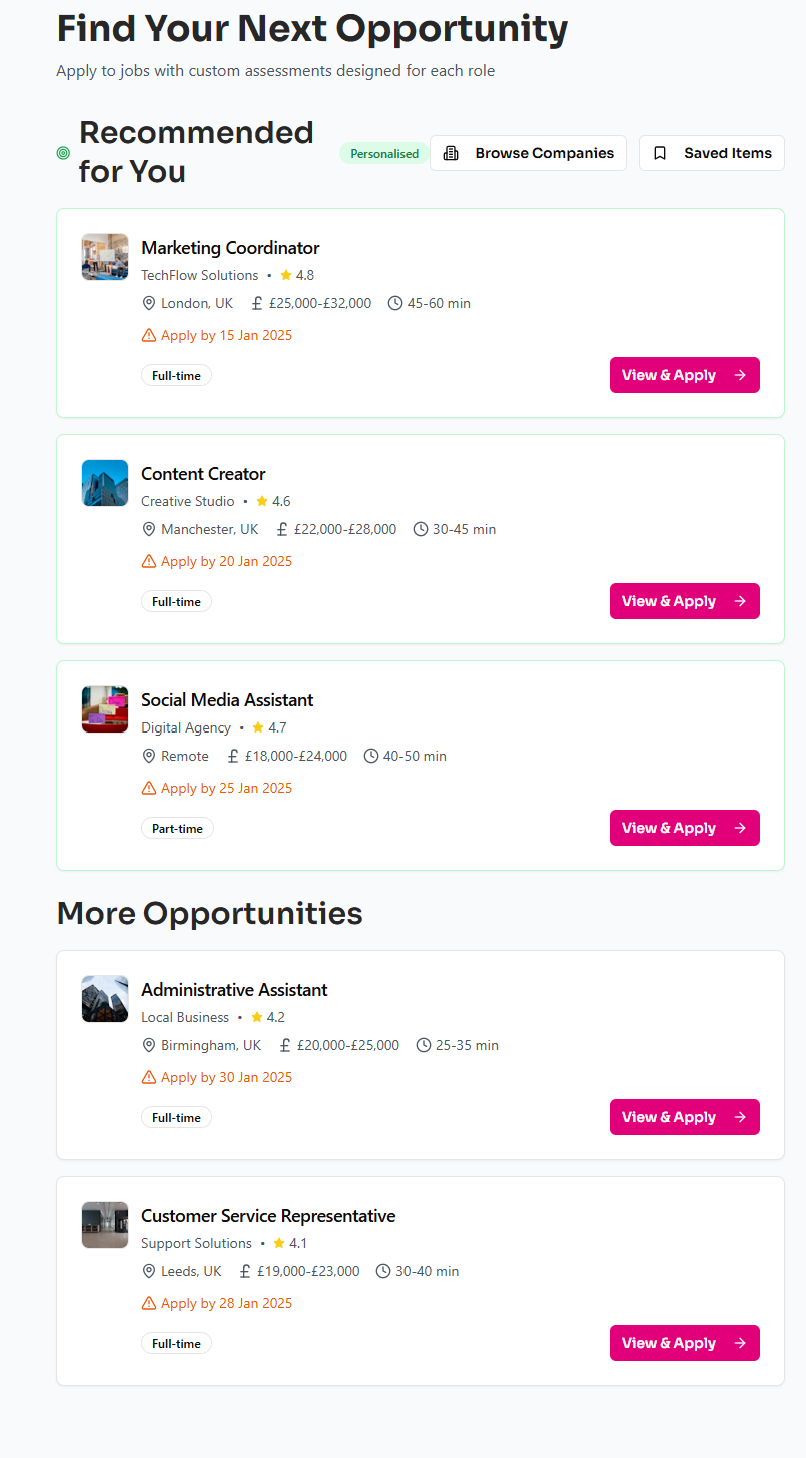 Find Your Next Opportunity
Apply to jobs with custom assessments designed for each role
Recommended
for You
Personalised
Browse Companies
Saved Items
Marketing Coordinator
TechFlow Solutions • 4.8
London, UK £ £25,000-£32,000 45-60 min
Apply by 15 Jan 2025
Full-time
View & Apply →
Content Creator
Creative Studio • 4.6
Manchester, UK £ £22,000-£28,000 30-45 min
Apply by 20 Jan 2025
Full-time
View & Apply →
Social Media Assistant
Digital Agency • 4.7
Remote £ £18,000-£24,000 40-50 min
Apply by 25 Jan 2025
Part-time
View & Apply →
More Opportunities
Administrative Assistant
Local Business • 4.2
Birmingham, UK £ £20,000-£25,000 25-35 min
Apply by 30 Jan 2025
Full-time
View & Apply →
Customer Service Representative
Support Solutions • 4.1
Leeds, UK £ £19,000-£23,000 30-40 min
Apply by 28 Jan 2025
Full-time
View & Apply →